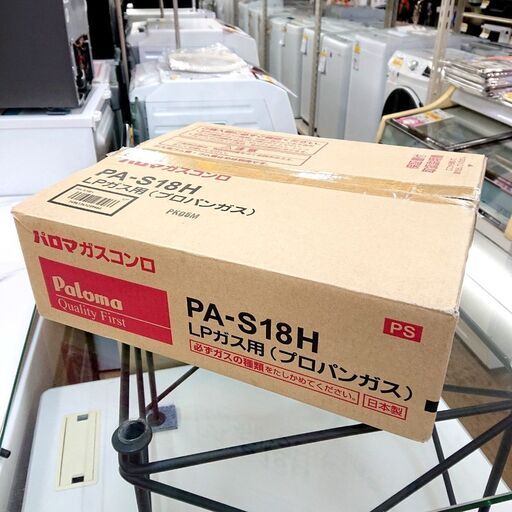 パロマガスコンロ
PA-S18H
LPガス用(プロパンガス)
PK08M
パロマガスコンロ
Paloma
Quality First
PA-S18H
LPガス用(プロパンガス)
必ずガスの種類をたしかめてください。
日本製
PS